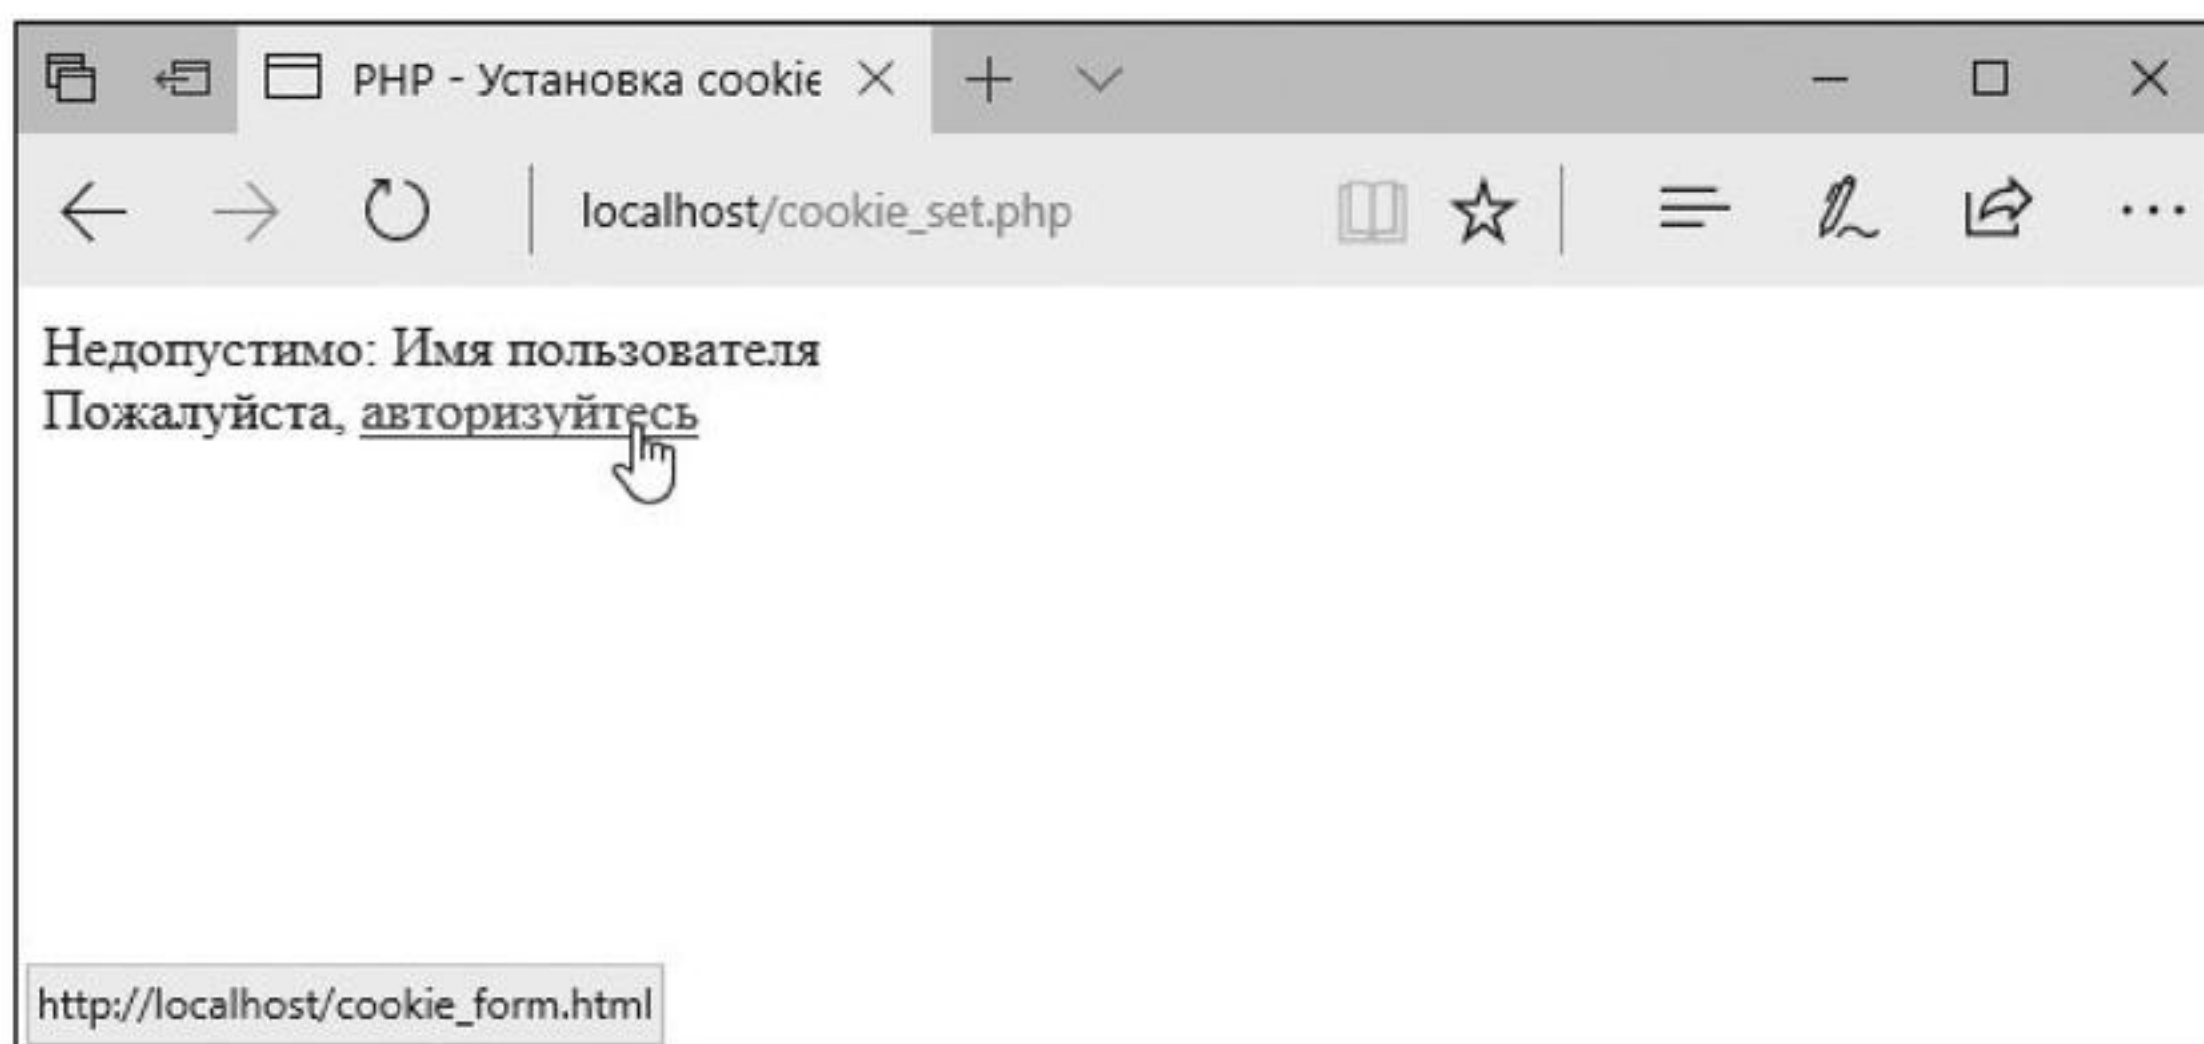 PHP - Установка cookie
localhost/cookie_set.php
Недопустимо: Имя пользователя
Пожалуйста, авторизуйтесь
http://localhost/cookie_form.html